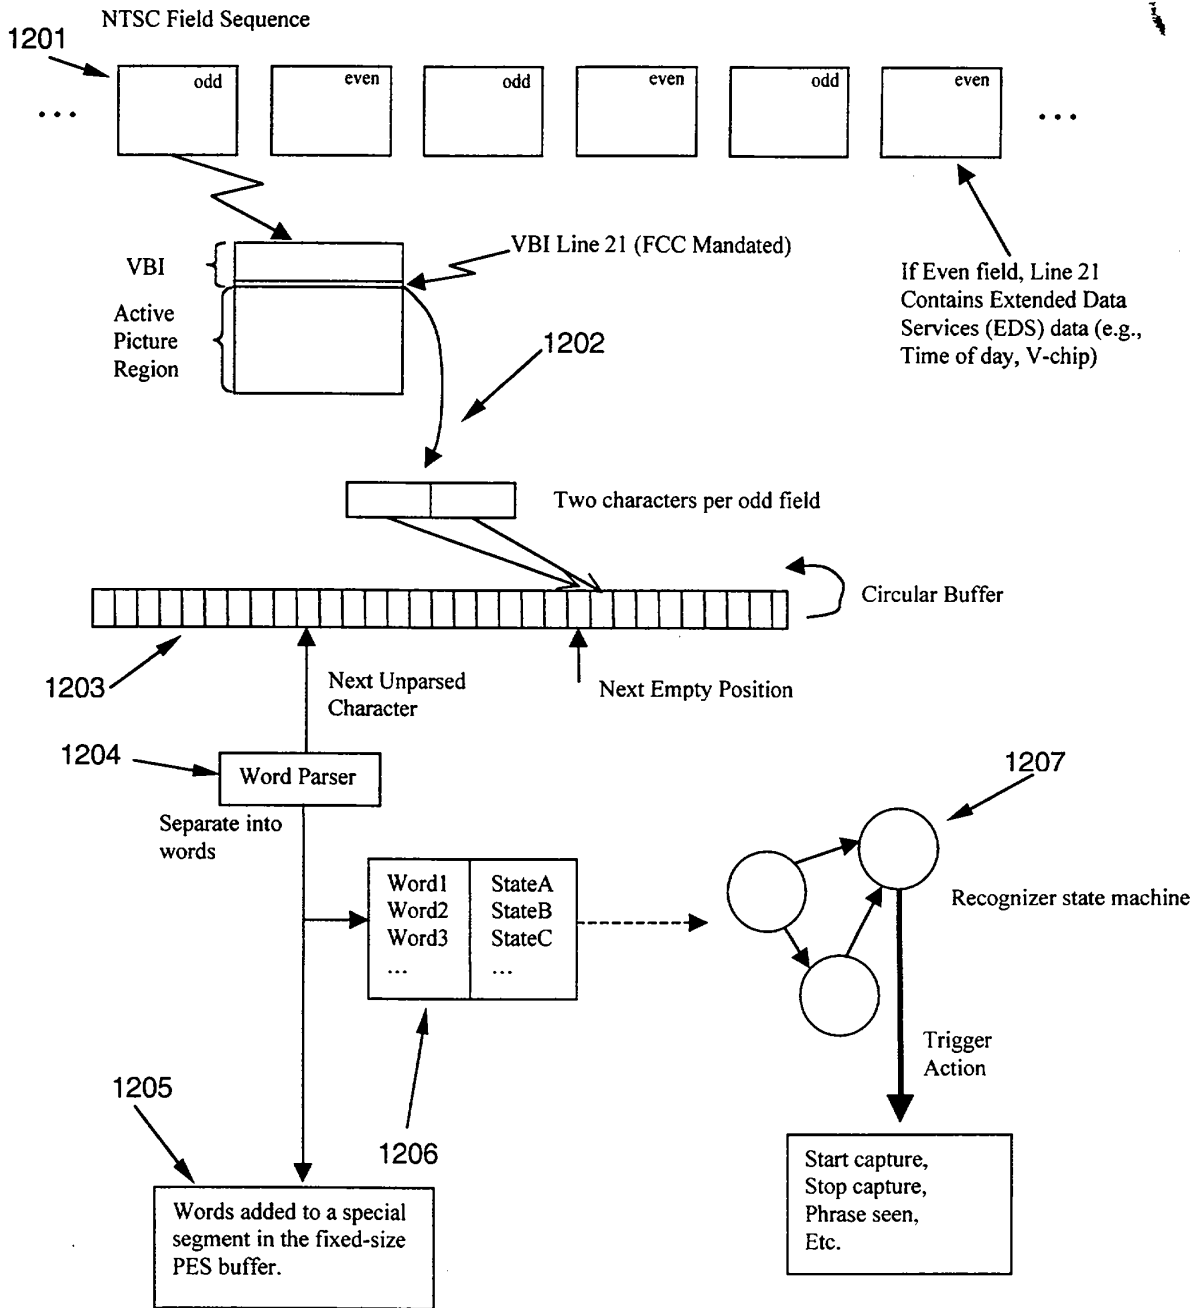 NTSC Field Sequence
1201
odd
even
odd
even
odd
even
...
...
VBI Line 21 (FCC Mandated)
VBI
Active
Picture
Region
If Even field, Line 21
Contains Extended Data
Services (EDS) data (e.g.,
Time of day, V-chip)
1202
Two characters per odd field
Circular Buffer
1203
Next Unparsed
Character
Next Empty Position
1204
Word Parser
Separate into
words
1207
Word1
StateA
Word2
StateB
Word3
StateC
...
...
Recognizer state machine
Trigger
Action
1205
1206
Words added to a special
segment in the fixed-size
PES buffer.
Start capture,
Stop capture,
Phrase seen,
Etc.